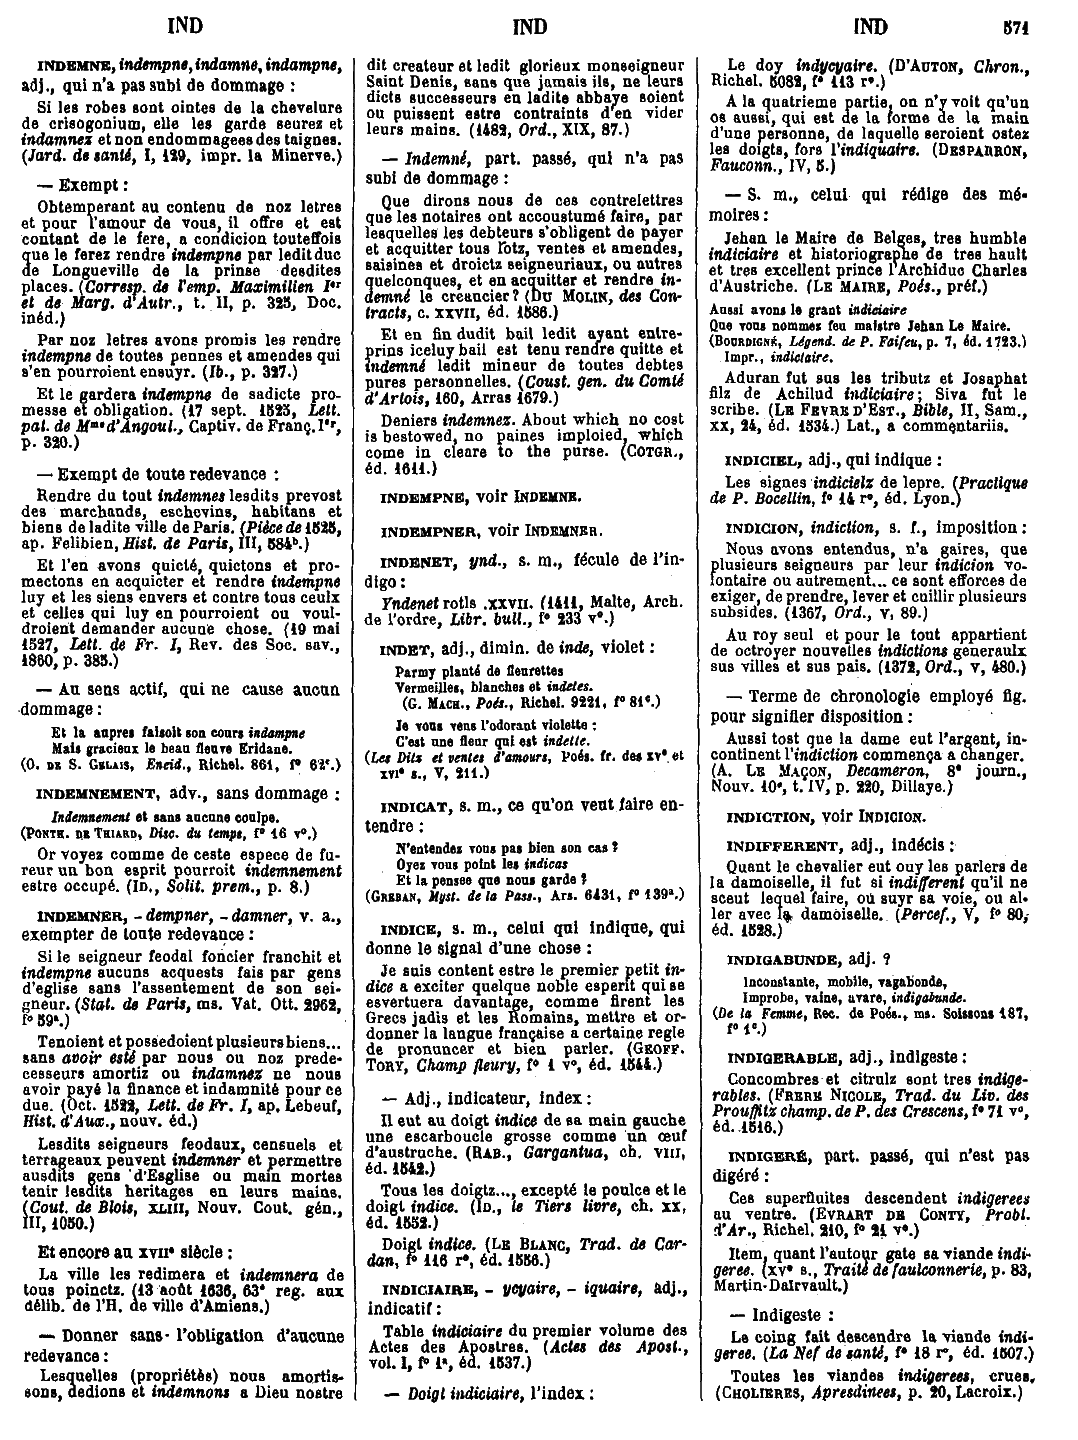 IND
IND
IND
571
INDEMNE, indempne, indamne, indampne,
adj., qui n'a pas subi de dommage :
Si les robes sont ointes de la chevelure
de crisogonium, elle les garde seurez et
indamnez et non endommagees des taignes.
(Jard. de santé, I, 129, impr. la Minerve.)
— Exempt :
Obtemperant au contenu de noz letres
et pour l'amour de vous, il offre et est
contant de le fere, a condicion touteffois
que le ferez rendre indempne par ledit duc
de Longueville de la prinse desdites
places. (Corresp. de l'emp. Maximilien Ier
et de Marg. d'Autr., t. II, p. 325, Doc.
inéd.)
Par noz letres avons promis les rendre
indempne de toutes pennes et amendes qui
s'en pourroient ensuyr. (Ib., p. 327.)
Et le gardera indempne de sadicte pro-
messe et obligation. (17 sept. 1525, Lett.
pat. de Mme d'Angoul., Captiv. de Franç. Ier,
p. 320.)
— Exempt de toute redevance :
Rendre du tout indemnes lesdits prevost
des marchands, eschevins, habitans et
biens de ladite ville de Paris. (Pièce de 1525,
ap. Felibien, Hist. de Paris, III, 584b.)
Et l'en avons quicté, quictons et pro-
mectons en acquicter et rendre indempne
luy et les siens envers et contre tous ceulx
et celles qui luy en pourroient ou voul-
droient demander aucune chose. (19 mai
1527, Lett. de Fr. I, Rev. des Soc. sav.,
1860, p. 385.)
— Au sens actif, qui ne cause aucun
dommage :
Et la aupres faisoit son cours indampne
Mais gracieux le beau fleuve Eridane.
(O. DE S. GELAIS, Eneid., Richel. 861, f° 62c.)
INDEMNEMENT, adv., sans dommage :
Indemnement et sans aucune coulpe.
(PONTH. DE THIARD, Disc. du temps, f° 16 v°.)
Or voyez comme de ceste espece de fu-
reur un bon esprit pourroit indemnement
estre occupé. (ID., Solit. prem., p. 8.)
INDEMNER, - dempner, - damner, v. a.,
exempter de toute redevance :
Si le seigneur feodal foncier franchit et
indempne aucuns acquests fais par gens
d'eglise sans l'assentement de son sei-
gneur. (Stat. de Paris, ms. Vat. Ott. 2962,
f° 59a.)
Tenoient et possedoient plusieurs biens...
sans avoir esté par nous ou noz prede-
cesseurs amortiz ou indamnez ne nous
avoir payé la finance et indamnité pour ce
due. (Oct. 1522, Lett. de Fr. I, ap. Lebeuf,
Hist. d'Aux., nouv. éd.)
Lesdits seigneurs feodaux, censuels et
terrageaux peuvent indemner et permettre
ausdits gens d'Esglise ou main mortes
tenir lesdits heritages en leurs mains.
(Cout. de Blois, XLIII, Nouv. Cout. gén.,
III, 1050.)
Et encore au XVIIe siècle :
La ville les redimera et indemnera de
tous poinctz. (13 août 1636, 63e reg. aux
délib. de l'H. de ville d'Amiens.)
— Donner sans l'obligation d'aucune
redevance :
Lesquelles (propriétés) nous amortis-
sons, dedions et indemnons a Dieu nostre
dit createur et ledit glorieux monseigneur
Saint Denis, sans que jamais ils, ne leurs
dicts successeurs en ladite abbaye soient
ou puissent estre contraints d'en vider
leurs mains. (1482, Ord., XIX, 87.)
— Indemné, part. passé, qui n'a pas
subi de dommage :
Que dirons nous de ces contrelettres
que les notaires ont accoustumé faire, par
lesquelles les debteurs s'obligent de payer
et acquitter tous lotz, ventes et amendes,
saisines et droictz seigneuriaux, ou autres
quelconques, et en acquitter et rendre in-
demné le creancier ? (DU MOLIN, des Con-
tracts, c. XXVII, éd. 1586.)
Et en fin dudit bail ledit ayant entre-
prins iceluy bail est tenu rendre quitte et
indemné ledit mineur de toutes debtes
pures personnelles. (Coust. gen. du Comté
d'Artois, 160, Arras 1679.)
Deniers indemnez. About which no cost
is bestowed, no paines imploied, which
come in cleare to the purse. (COTGR.,
éd. 1611.)
INDEMPNE, voir INDEMNE.
INDEMPNER, voir INDEMNER.
INDENET, ynd., s. m., fécule de l'in-
digo :
Yndenet rotls .XXVII. (1411, Malte, Arch.
de l'ordre, Libr. bull., f° 233 v°.)
INDET, adj., dimin. de inde, violet :
Parmy planté de fleurettes
Vermeilles, blanches et indetes.
(G. MACH., Poés., Richel. 9221, f° 81c.)
Je vous vens l'odorant violette :
C'est une fleur qui est indette.
(Les Dits et ventes d'amours, Poés. fr. des XVe et
XVIe s., V, 211.)
INDICAT, s. m., ce qu'on veut faire en-
tendre :
N'entendez vous pas bien son cas ?
Oyez vous point les indicas
Et la pensee que nous garde ?
(GREBAN, Myst. de la Pass., Ars. 6431, f° 139a.)
INDICE, s. m., celui qui indique, qui
donne le signal d'une chose :
Je suis content estre le premier petit in-
dice a exciter quelque noble esperit qui se
esvertuera davantage, comme firent les
Grecs jadis et les Romains, mettre et or-
donner la langue française a certaine regle
de pronuncer et bien parler. (GEOFF.
TORY, Champ fleury, f° 1 v°, éd. 1544.)
— Adj., indicateur, index :
Il eut au doigt indice de sa main gauche
une escarboucle grosse comme un œuf
d'austruche. (RAB., Gargantua, ch. VIII,
éd. 1542.)
Tous les doigtz..., excepté le poulce et le
doigt indice. (ID., le Tiers livre, ch. XX,
éd. 1552.)
Doigt indice. (LE BLANC, Trad. de Car-
dan, f° 116 r°, éd. 1556.)
INDICIAIRE, - ycyaire, - iquaire, adj.,
indicatif :
Table indiciaire du premier volume des
Actes des Apostres. (Actes des Apost.,
vol. I, f° 1a, éd. 1537.)
— Doigt indiciaire, l'index :
Le doy indycyaire. (D'AUTON, Chron.,
Richel. 5082, f° 113 r°.)
A la quatrieme partie, on n'y voit qu'un
os aussi, qui est de la forme de la main
d'une personne, de laquelle seroient ostez
les doigts, fors l'indiquaire. (DESPARRON,
Fauconn., IV, 5.)
— S. m., celui qui rédige des mé-
moires :
Jehan le Maire de Belges, tres humble
indiciaire et historiographe de tres hault
et tres excellent prince l'Archiduc Charles
d'Austriche. (LE MAIRE, Poés., préf.)
Aussi avons le grant indiciaire
Que vous nommez feu maistre Jehan Le Maire.
(BOURDIGNÉ, Légend. de P. Faifeu, p. 7, éd. 1723.)
Impr., indiclaire.
Aduran fut sus les tributz et Josaphat
filz de Achilud indiciaire ; Siva fut le
scribe. (LE FEVRE D'EST., Bible, II, Sam.,
XX, 24, éd. 1534.) Lat., a commentariis.
INDICIEL, adj., qui indique :
Les signes indicielz de lepre. (Practique
de P. Bocellin, f° 14 r°, éd. Lyon.)
INDICION, indiction, s. f., imposition :
Nous avons entendus, n'a gaires, que
plusieurs seigneurs par leur indicion vo-
lontaire ou autrement... ce sont efforces de
exiger, de prendre, lever et cuillir plusieurs
subsides. (1367, Ord., V, 89.)
Au roy seul et pour le tout appartient
de octroyer nouvelles indictions generaulx
sus villes et sus pais. (1372, Ord., V, 480.)
— Terme de chronologie employé fig.
pour signifier disposition :
Aussi tost que la dame eut l'argent, in-
continent l'indiction commença a changer.
(A. LE MAÇON, Decameron, 8e journ.,
Nouv. 10e, t. IV, p. 220, Dillaye.)
INDICTION, voir INDICION.
INDIFFERENT, adj., indécis :
Quant le chevalier eut ouy les parlers de
la damoiselle, il fut si indifferent qu'il ne
sceut lequel faire, ou suyr sa voie, ou al-
ler avec la damoiselle. (Percef., V, f° 80,
éd. 1528.)
INDIGABUNDE, adj. ?
Inconstante, mobile, vagabonde,
Improbe, vaine, avare, indigabunde.
(De la Femme, Rec. de Poés., ms. Soissons 187,
f° 1c.)
INDIGERABLE, adj., indigeste :
Concombres et citrulz sont tres indige-
rables. (FRERE NICOLE, Trad. du Liv. des
Prouffitz champ. de P. des Crescens, f° 71 v°,
éd. 1516.)
INDIGERÉ, part. passé, qui n'est pas
digéré :
Ces superfluites descendent indigerees
au ventre. (EVRART DE CONTY, Probl.
d'Ar., Richel. 210, f° 21 v°.)
Item, quant l'autour gate sa viande indi-
geree. (XVe s., Traité de faulconnerie, p. 83,
Martin-Dairvault.)
— Indigeste :
Le coing fait descendre la viande indi-
geree. (La Nef de santé, f° 18 r°, éd. 1507.)
Toutes les viandes indigerees, crues.
(CHOLIERES, Apresdinees, p. 20, Lacroix.)